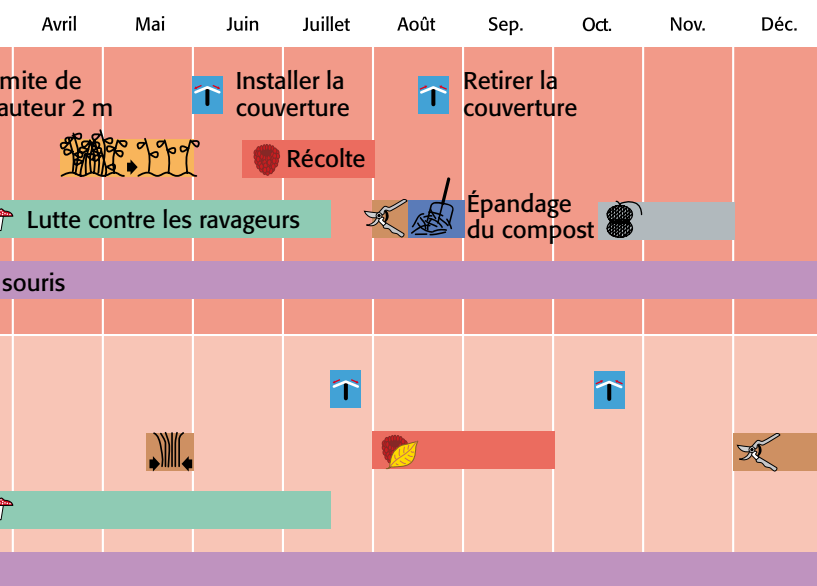 Avril Mai Juin Juillet Août Sep. Oct. Nov. Déc.
mite de
auteur 2 m
Installer la
couverture
Retirer la
couverture
Récolte
Lutte contre les ravageurs
Épandage
du compost
souris